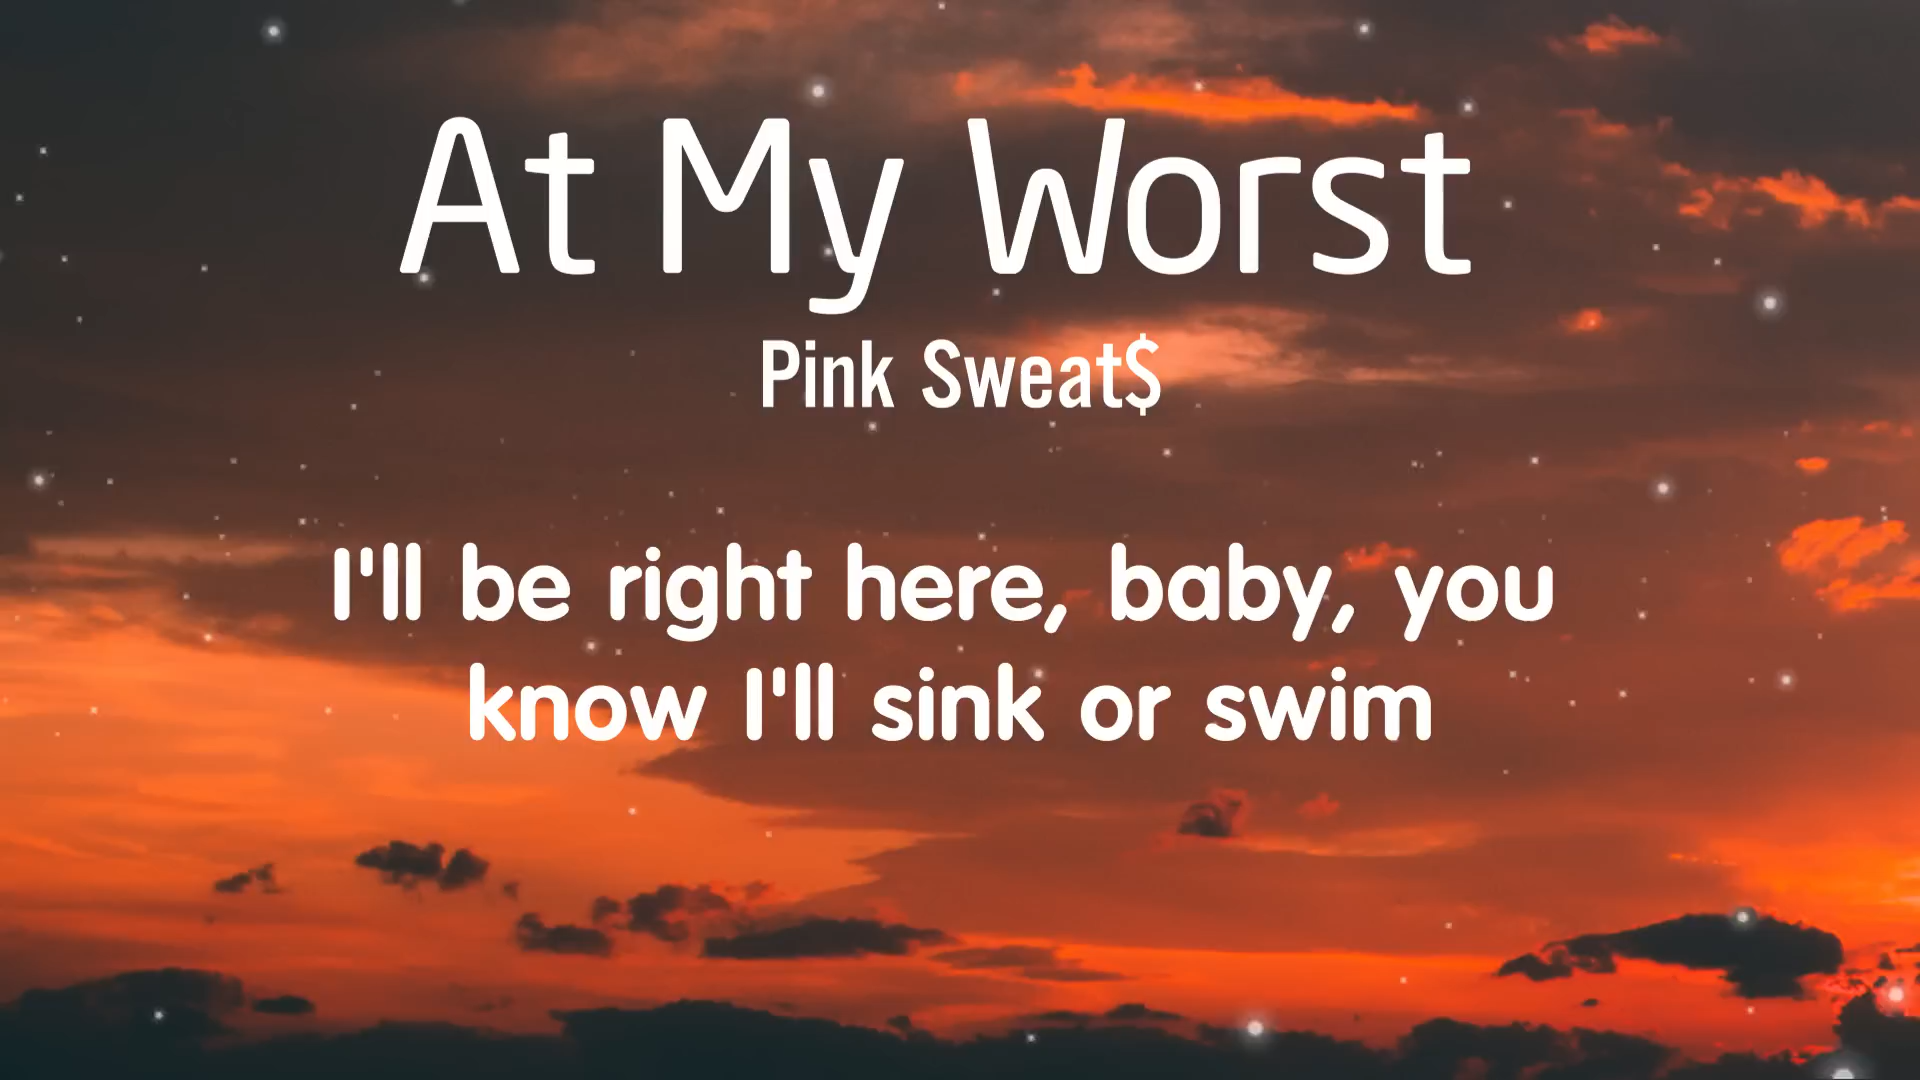 At My Worst
Pink Sweat$
I'll be right here, baby, you
know I'll sink or swim